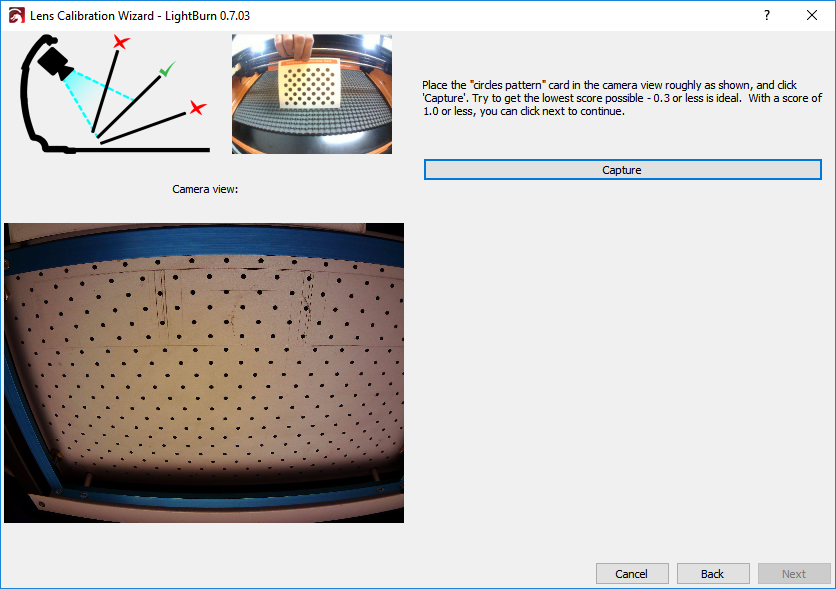 Lens Calibration Wizard - LightBurn 0.7.03
?
Place the "circles pattern" card in the camera view roughly as shown, and click
'Capture'. Try to get the lowest score possible - 0.3 or less is ideal.  With a score of
1.0 or less, you can click next to continue.
Capture
Camera view:
Cancel
Back
Next